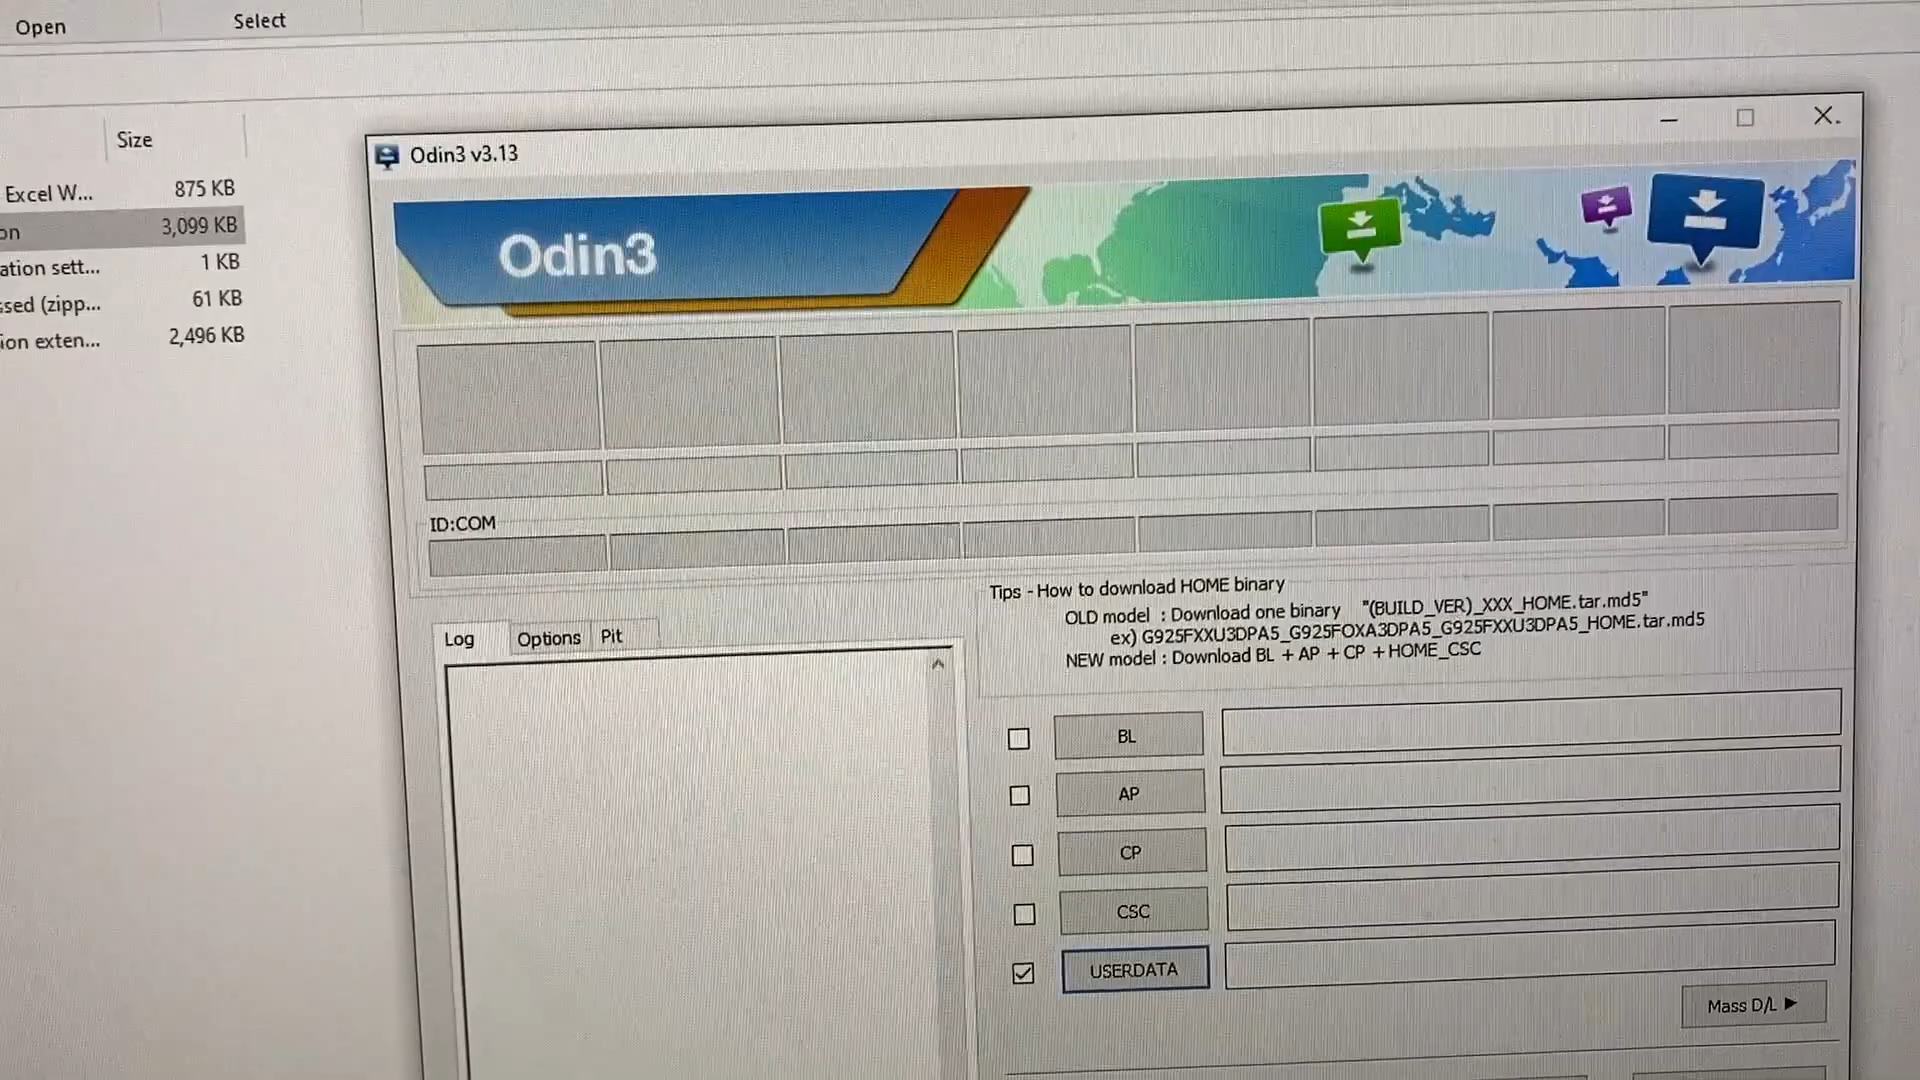 Open
Select
Size
Excel W... 875 KB
on 3,099 KB
ation sett... 1 KB
ssed (zipp... 61 KB
ion exten... 2,496 KB
Odin3 v3.13
Odin3
ID:COM
Log Options Pit
Tips - How to download HOME binary
OLD model : Download one binary "(BUILD_VER)_XXX_HOME.tar.md5"
ex) G925FXXU3DPA5_G925FOXA3DPA5_G925FXXU3DPA5_HOME.tar.md5
NEW model : Download BL + AP + CP + HOME_CSC
BL
AP
CP
CSC
USERDATA
Mass D/L ►